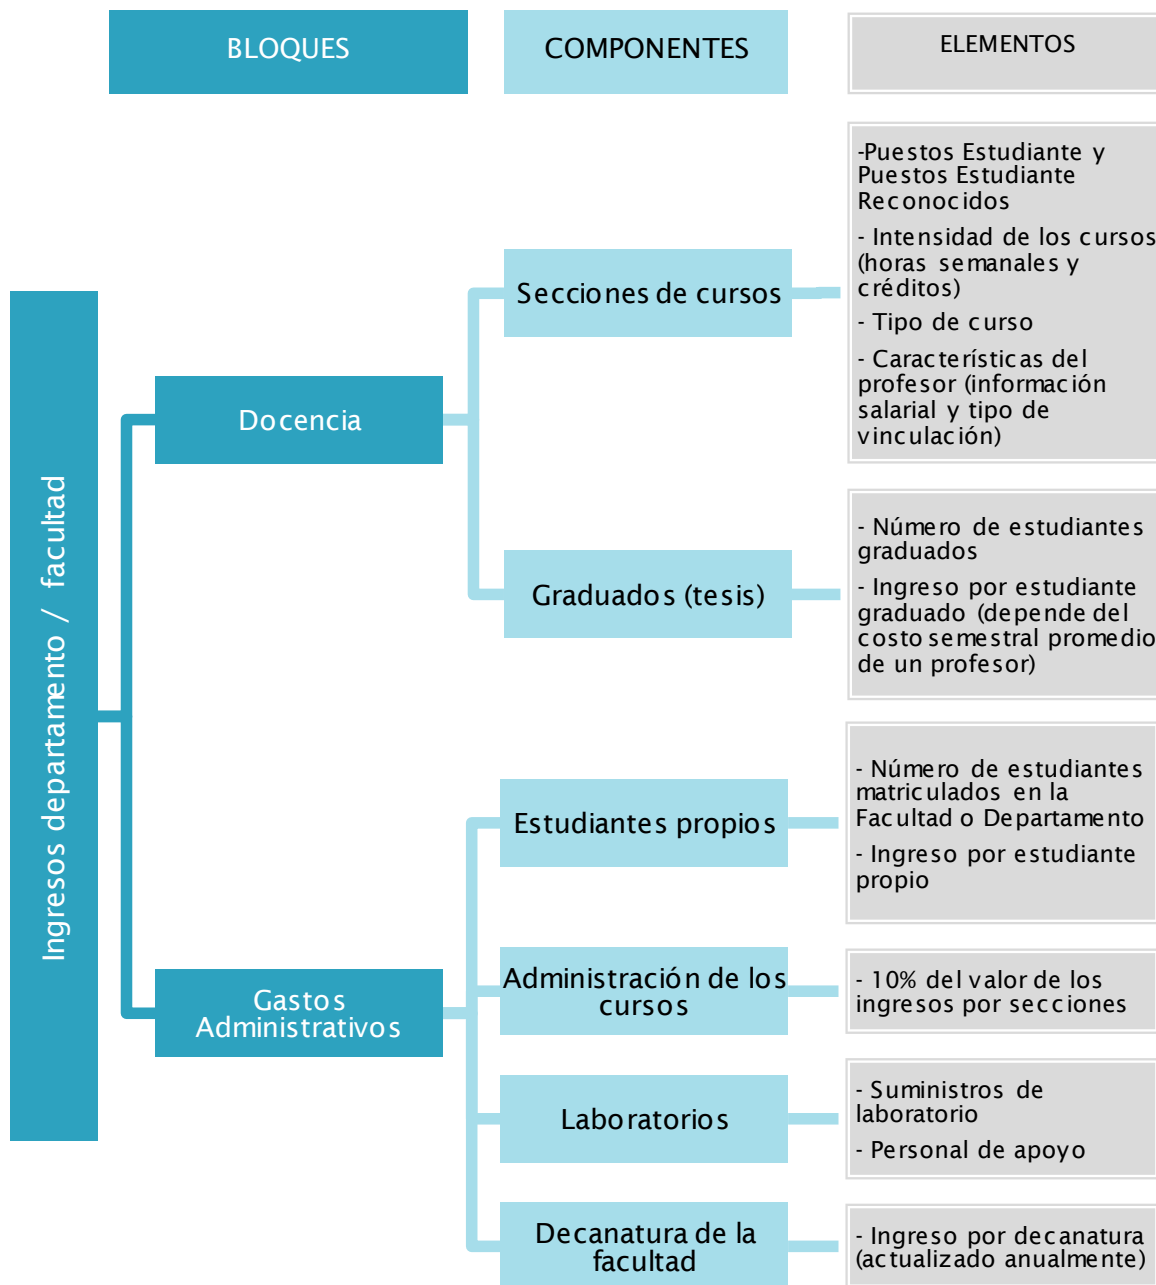 BLOQUES
COMPONENTES
ELEMENTOS
Ingresos departamento / facultad
Docencia
Secciones de cursos
-Puestos Estudiante y
Puestos Estudiante
Reconocidos
- Intensidad de los cursos
(horas semanales y
créditos)
- Tipo de curso
- Características del
profesor (información
salarial y tipo de
vinculación)
Graduados (tesis)
- Número de estudiantes
graduados
- Ingreso por estudiante
graduado (depende del
costo semestral promedio
de un profesor)
Gastos
Administrativos
Estudiantes propios
- Número de estudiantes
matriculados en la
Facultad o Departamento
- Ingreso por estudiante
propio
Administración de los
cursos
- 10% del valor de los
ingresos por secciones
Laboratorios
- Suministros de
laboratorio
- Personal de apoyo
Decanatura de la
facultad
- Ingreso por decanatura
(actualizado anualmente)